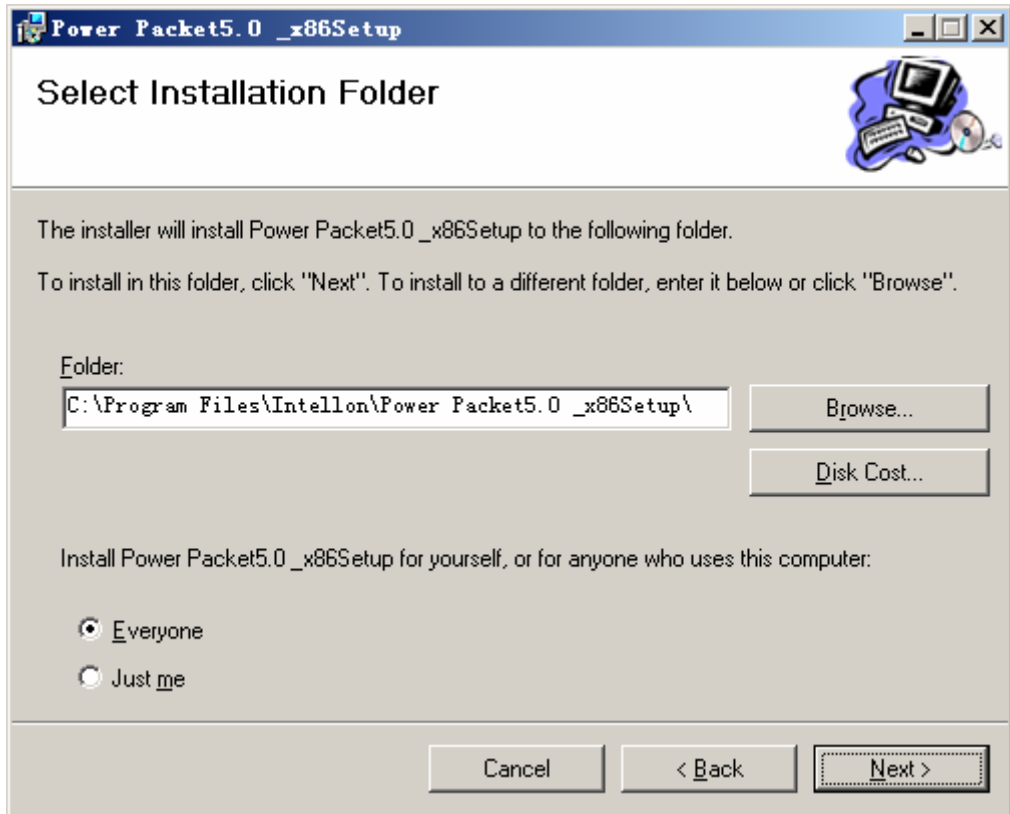 Power Packet5.0 _x86Setup
Select Installation Folder
The installer will install Power Packet5.0 _x86Setup to the following folder.
To install in this folder, click "Next". To install to a different folder, enter it below or click "Browse".
Folder:
C:\Program Files\Intellon\Power Packet5.0 _x86Setup\
Browse...
Disk Cost...
Install Power Packet5.0 _x86Setup for yourself, or for anyone who uses this computer:
Everyone
Just me
Cancel
< Back
Next >